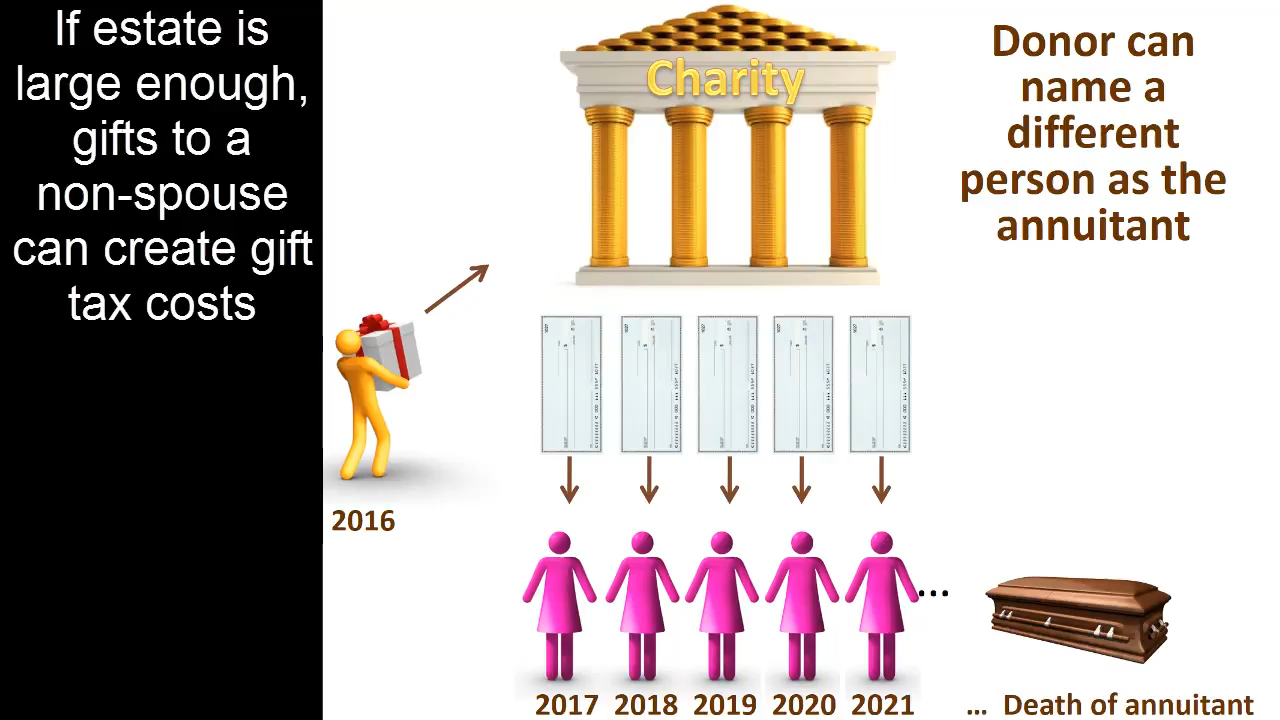 If estate is
large enough,
gifts to a
non-spouse
can create gift
tax costs
Charity
Donor can
name a
different
person as the
annuitant
2016
2017 2018 2019 2020 2021 ... Death of annuitant
...